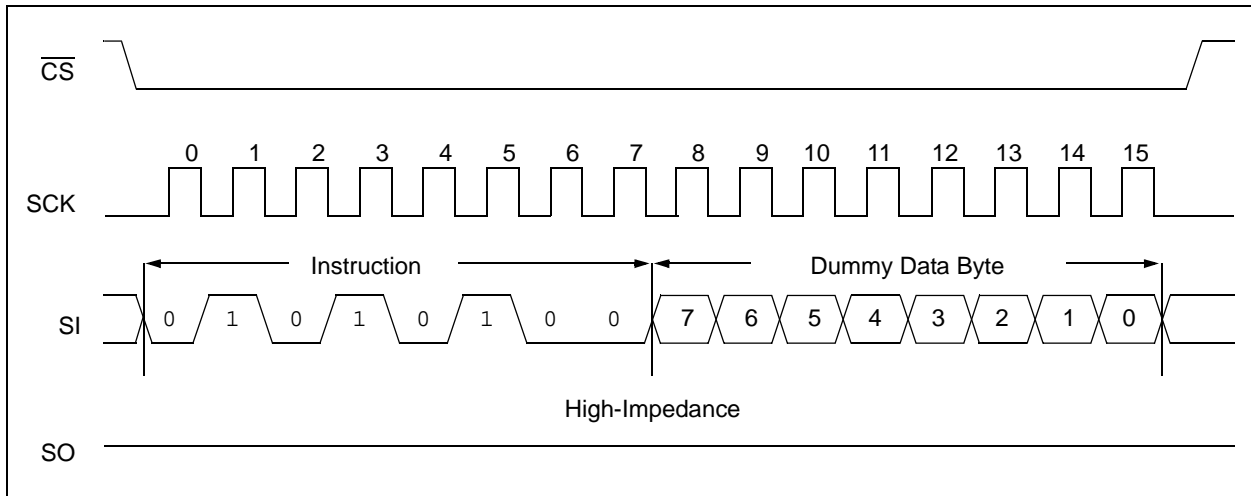 CS
0 1 2 3 4 5 6 7 8 9 10 11 12 13 14 15
SCK
Instruction Dummy Data Byte
SI 0 1 0 1 0 1 0 0 7 6 5 4 3 2 1 0
High-Impedance
SO